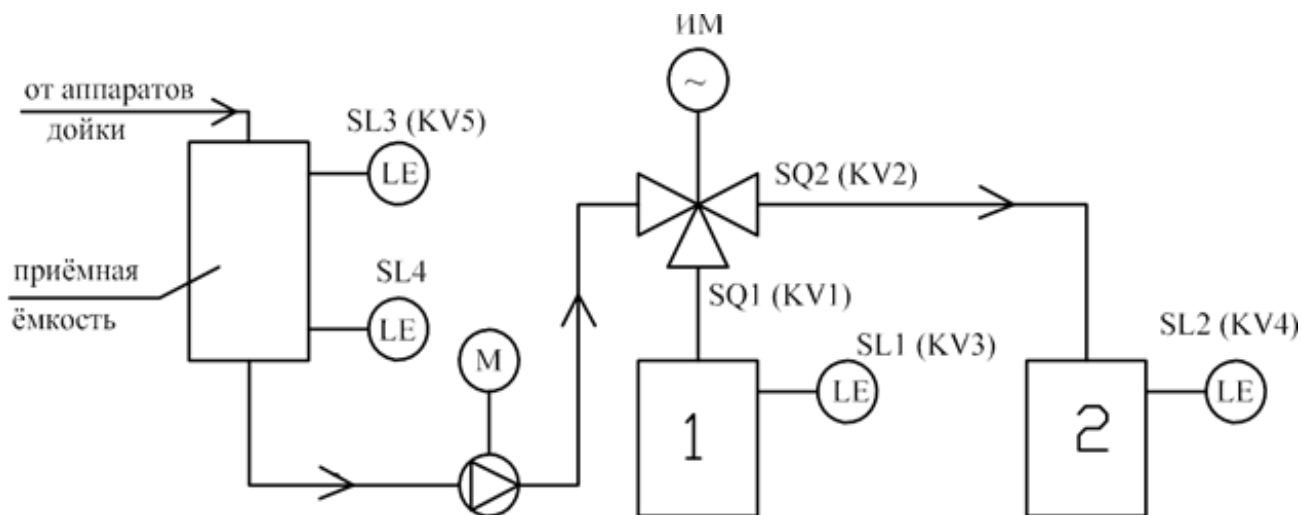 ИМ
от аппаратов
дойки
SL3 (KV5)
LE
~
SQ2 (KV2)
приёмная
ёмкость
SL4
LE
SQ1 (KV1)
M
SL1 (KV3)
LE
SL2 (KV4)
LE
1
2